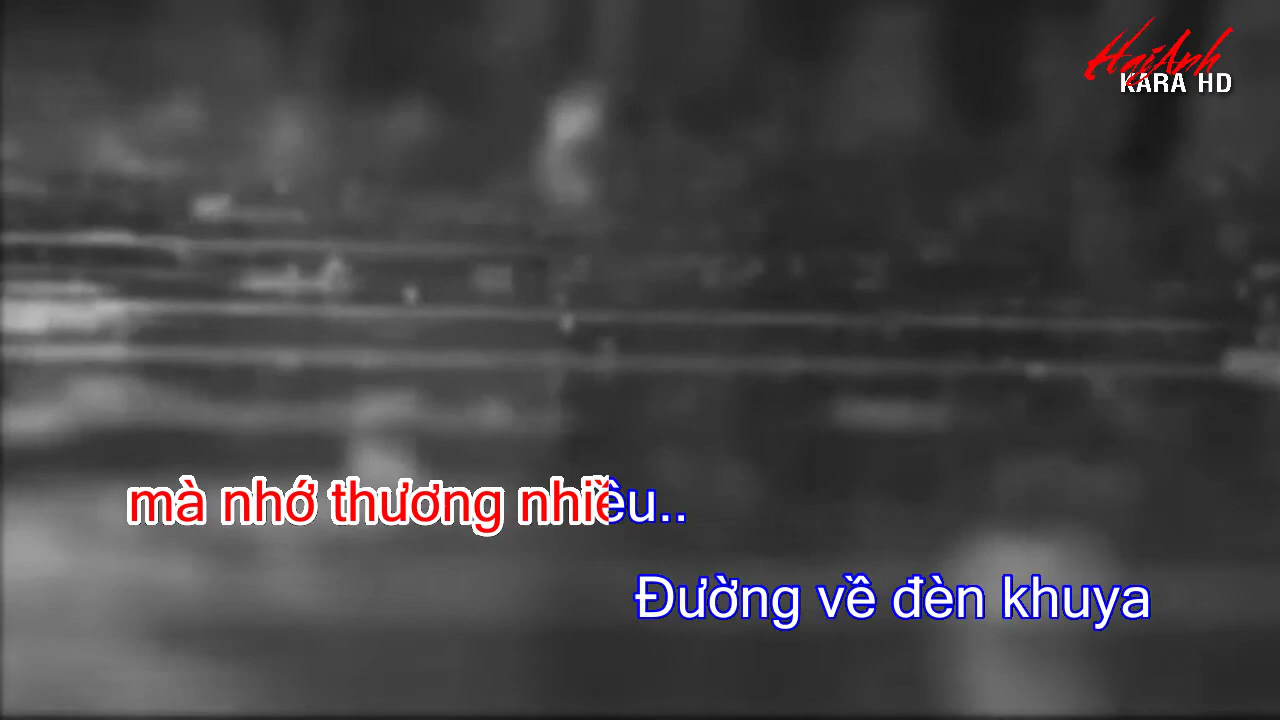 HaiAnh
KARA HD
mà nhớ thương nhiều..
Đường về đèn khuya